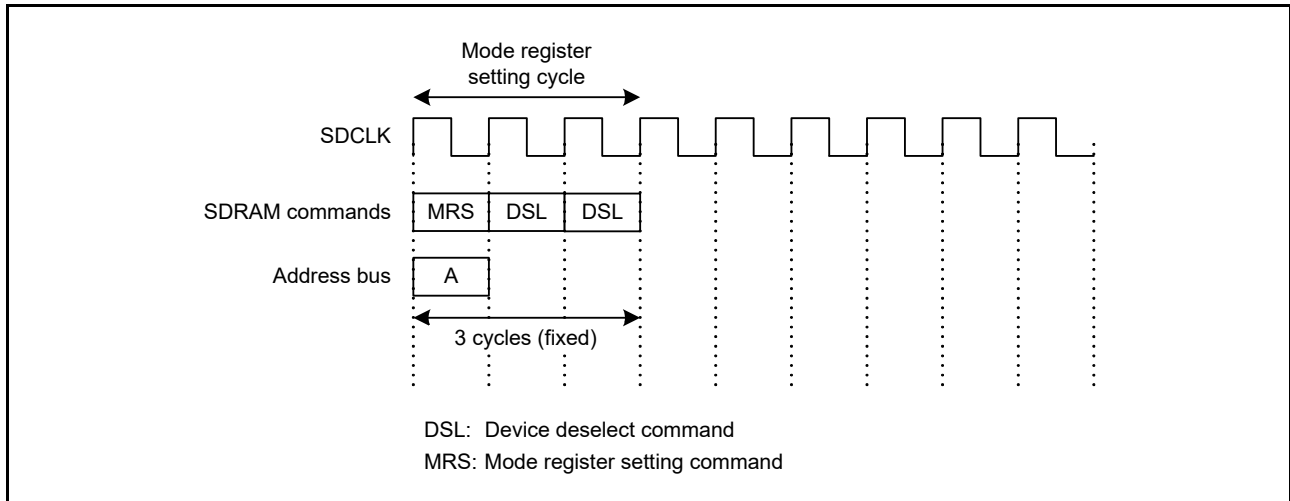 Mode register
setting cycle
SDCLK
SDRAM commands MRS DSL DSL
Address bus A
3 cycles (fixed)
DSL: Device deselect command
MRS: Mode register setting command